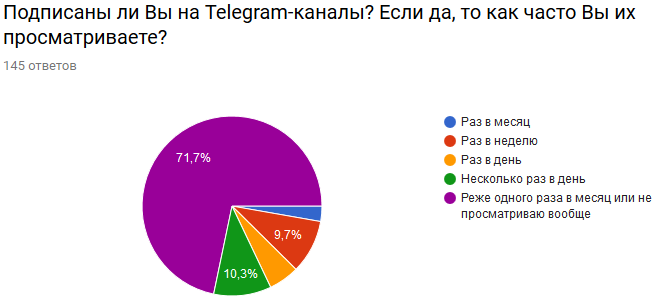 Подписаны ли Вы на Telegram-каналы? Если да, то как часто Вы их
просматриваете?
145 ответов
71,7%
9,7%
10,3%
Раз в месяц
Раз в неделю
Раз в день
Несколько раз в день
Реже одного раза в месяц или не
просматриваю вообще